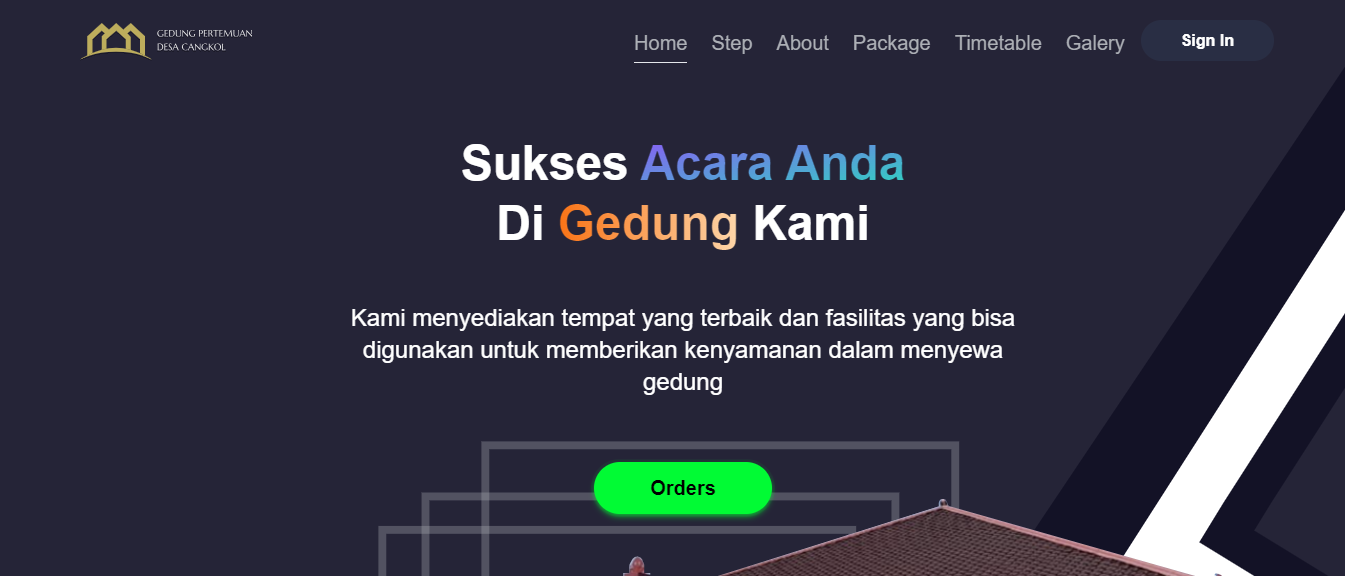 GEDUNG PERTEMUAN
DESA CANGKOL
Home Step About Package Timetable Galery Sign In
Sukses Acara Anda
Di Gedung Kami
Kami menyediakan tempat yang terbaik dan fasilitas yang bisa
digunakan untuk memberikan kenyamanan dalam menyewa
gedung
Orders